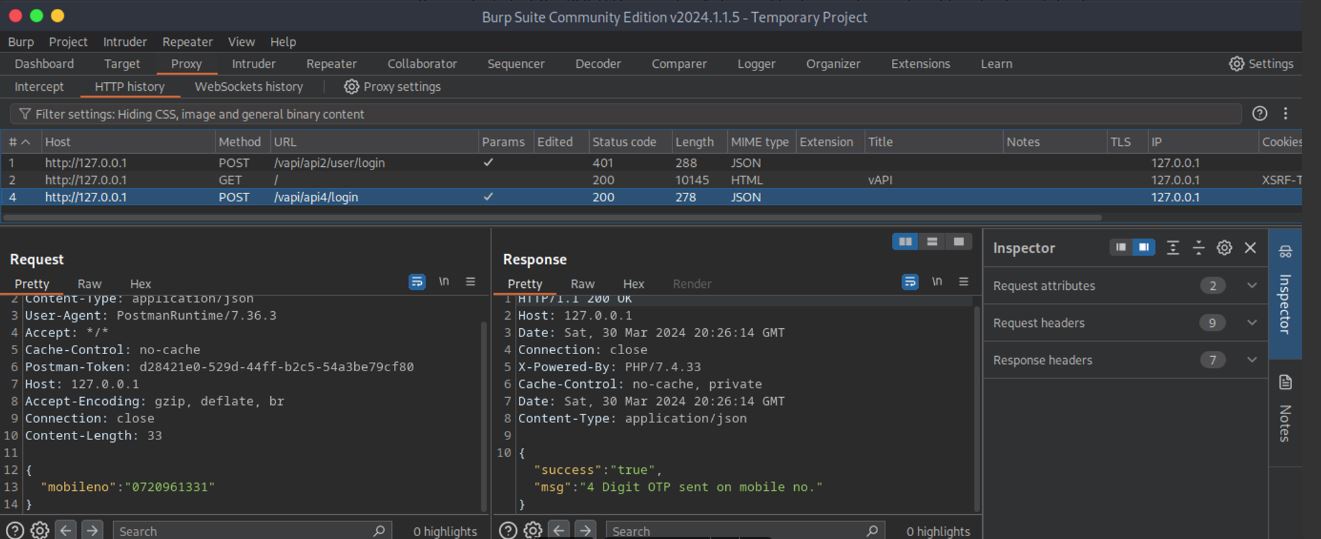 Burp Suite Community Edition v2024.1.1.5 - Temporary Project
Burp Project Intruder Repeater View Help
Dashboard Target Proxy Intruder Repeater Collaborator Sequencer Decoder Comparer Logger Organizer Extensions Learn Settings
Intercept HTTP history WebSockets history Proxy settings
Filter settings: Hiding CSS, image and general binary content
# Host Method URL Params Edited Status code Length MIME type Extension Title Notes TLS IP Cookies
1 http://127.0.0.1 POST /vapi/api2/user/login ✓ 401 288 JSON 127.0.0.1
2 http://127.0.0.1 GET / 200 10145 HTML vAPI 127.0.0.1 XSRF-T
4 http://127.0.0.1 POST /vapi/api4/login ✓ 200 278 JSON 127.0.0.1
Request
Pretty Raw Hex
\n
2 Content-Type: application/json
3 User-Agent: PostmanRuntime/7.36.3
4 Accept: */*
5 Cache-Control: no-cache
6 Postman-Token: d28421e0-529d-44ff-b2c5-54a3be79cf80
7 Host: 127.0.0.1
8 Accept-Encoding: gzip, deflate, br
9 Connection: close
10 Content-Length: 33
11
12 {
13 "mobileno":"0720961331"
14 }
Search 0 highlights
Response
Pretty Raw Hex Render
\n
1 HTTP/1.1 200 OK
2 Host: 127.0.0.1
3 Date: Sat, 30 Mar 2024 20:26:14 GMT
4 Connection: close
5 X-Powered-By: PHP/7.4.33
6 Cache-Control: no-cache, private
7 Date: Sat, 30 Mar 2024 20:26:14 GMT
8 Content-Type: application/json
9
10 {
"success":"true",
"msg":"4 Digit OTP sent on mobile no."
}
Search 0 highlights
Inspector
Request attributes 2
Request headers 9
Response headers 7
Inspector
Notes